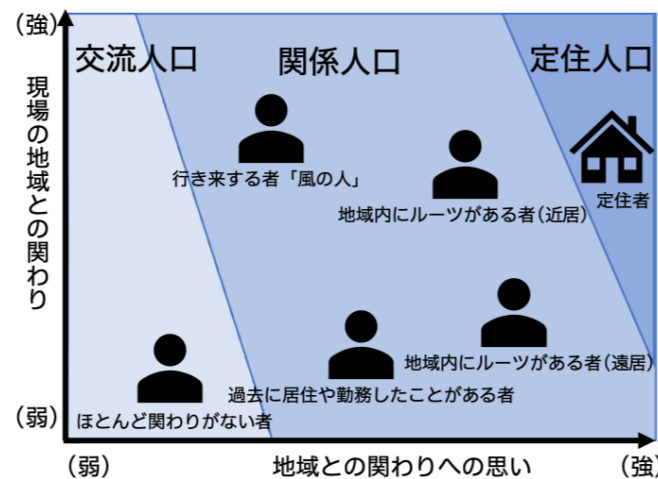 (強)
交流人口
関係人口
定住人口
現場の地域との関わり
行き来する者「風の人」
地域内にルーツがある者(近居)
定住者
地域内にルーツがある者(遠居)
過去に居住や勤務したことがある者
ほとんど関わりがない者
(弱)
(弱)
地域との関わりへの思い
(強)